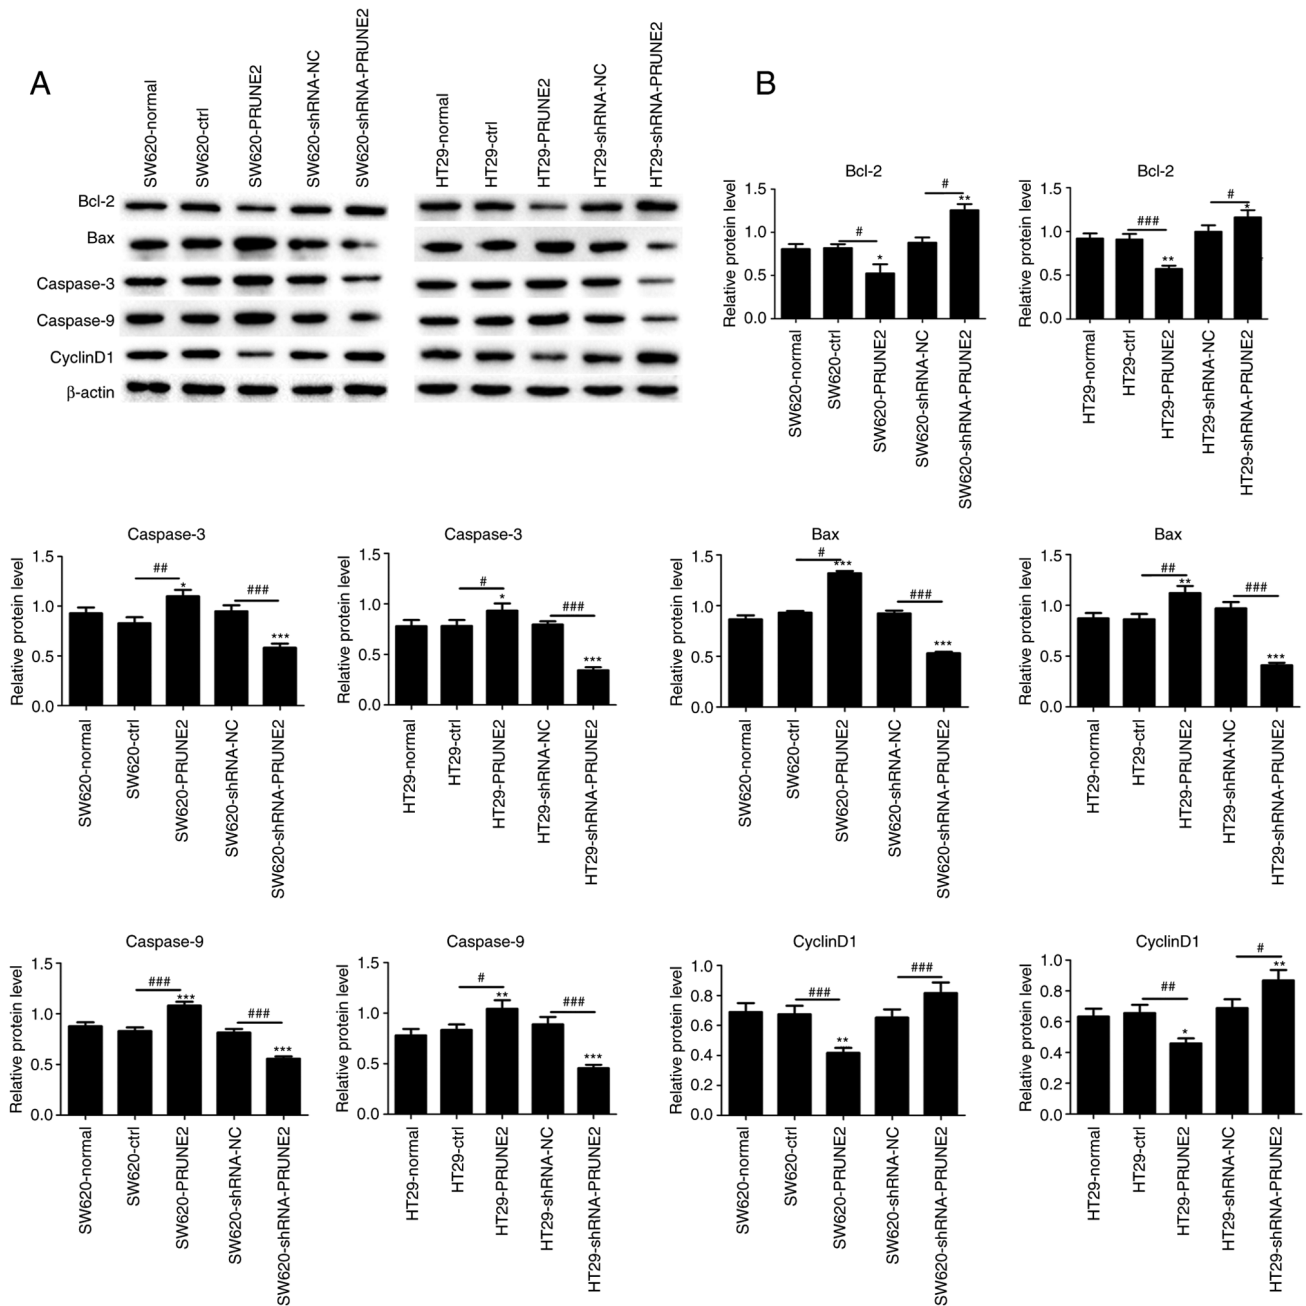 A
SW620-normal
SW620-ctrl
SW620-PRUNE2
SW620-shRNA-NC
SW620-shRNA-PRUNE2
HT29-normal
HT29-ctrl
HT29-PRUNE2
HT29-shRNA-NC
HT29-shRNA-PRUNE2
Bcl-2
Bax
Caspase-3
Caspase-9
CyclinD1
β-actin
B
Bcl-2
Relative protein level
1.5
1.0
0.5
0.0
#
*
#
**
SW620-normal
SW620-ctrl
SW620-PRUNE2
SW620-shRNA-NC
SW620-shRNA-PRUNE2
Bcl-2
Relative protein level
1.5
1.0
0.5
0.0
###
**
#
*
HT29-normal
HT29-ctrl
HT29-PRUNE2
HT29-shRNA-NC
HT29-shRNA-PRUNE2
Caspase-3
Relative protein level
1.5
1.0
0.5
0.0
##
*
###
***
SW620-normal
SW620-ctrl
SW620-PRUNE2
SW620-shRNA-NC
SW620-shRNA-PRUNE2
Caspase-3
Relative protein level
1.5
1.0
0.5
0.0
#
*
###
***
HT29-normal
HT29-ctrl
HT29-PRUNE2
HT29-shRNA-NC
HT29-shRNA-PRUNE2
Bax
Relative protein level
1.5
1.0
0.5
0.0
#
***
###
***
SW620-normal
SW620-ctrl
SW620-PRUNE2
SW620-shRNA-NC
SW620-shRNA-PRUNE2
Bax
Relative protein level
1.5
1.0
0.5
0.0
##
**
###
***
HT29-normal
HT29-ctrl
HT29-PRUNE2
HT29-shRNA-NC
HT29-shRNA-PRUNE2
Caspase-9
Relative protein level
1.5
1.0
0.5
0.0
###
***
###
***
SW620-normal
SW620-ctrl
SW620-PRUNE2
SW620-shRNA-NC
SW620-shRNA-PRUNE2
Caspase-9
Relative protein level
1.5
1.0
0.5
0.0
#
**
###
***
HT29-normal
HT29-ctrl
HT29-PRUNE2
HT29-shRNA-NC
HT29-shRNA-PRUNE2
CyclinD1
Relative protein level
1.0
0.8
0.6
0.4
0.2
0.0
###
**
###
SW620-normal
SW620-ctrl
SW620-PRUNE2
SW620-shRNA-NC
SW620-shRNA-PRUNE2
CyclinD1
Relative protein level
1.0
0.8
0.6
0.4
0.2
0.0
##
*
#
**
HT29-normal
HT29-ctrl
HT29-PRUNE2
HT29-shRNA-NC
HT29-shRNA-PRUNE2